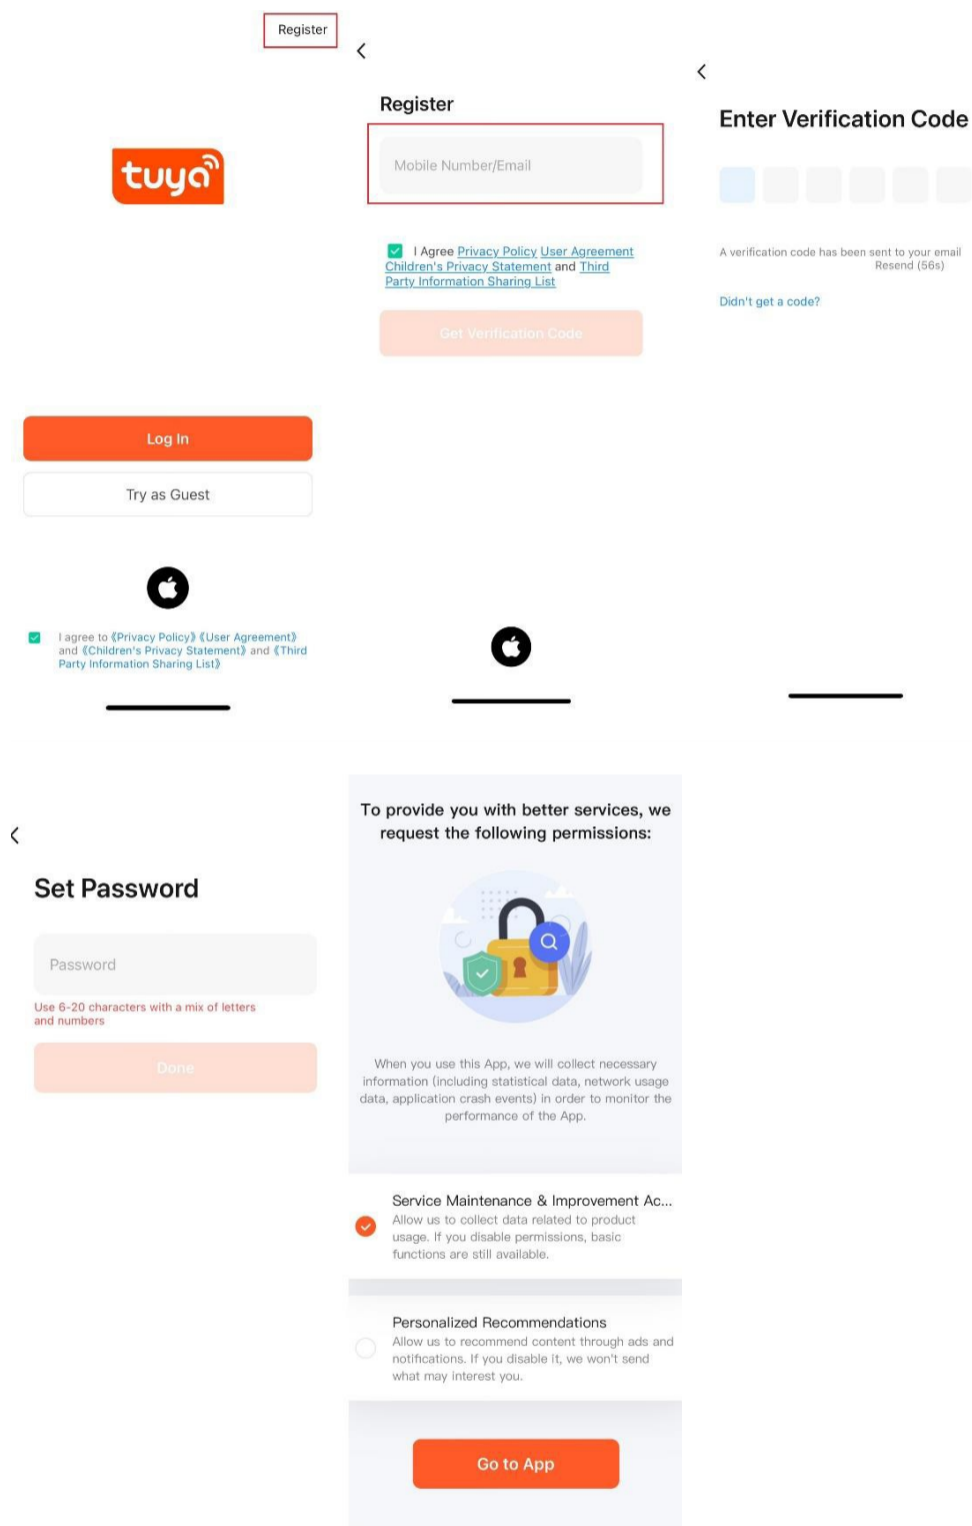 Register
tuya
Log In
Try as Guest
I agree to 《Privacy Policy》《User Agreement》
and 《Children's Privacy Statement》 and 《Third
Party Information Sharing List》
Register
Mobile Number/Email
I Agree Privacy Policy User Agreement
Children's Privacy Statement and Third
Party Information Sharing List
Get Verification Code
Enter Verification Code
A verification code has been sent to your email
Resend (56s)
Didn't get a code?
Set Password
Password
Use 6-20 characters with a mix of letters
and numbers
Done
To provide you with better services, we
request the following permissions:
When you use this App, we will collect necessary
information (including statistical data, network usage
data, application crash events) in order to monitor the
performance of the App.
Service Maintenance & Improvement Ac...
Allow us to collect data related to product
usage. If you disable permissions, basic
functions are still available.
Personalized Recommendations
Allow us to recommend content through ads and
notifications. If you disable it, we won't send
what may interest you.
Go to App